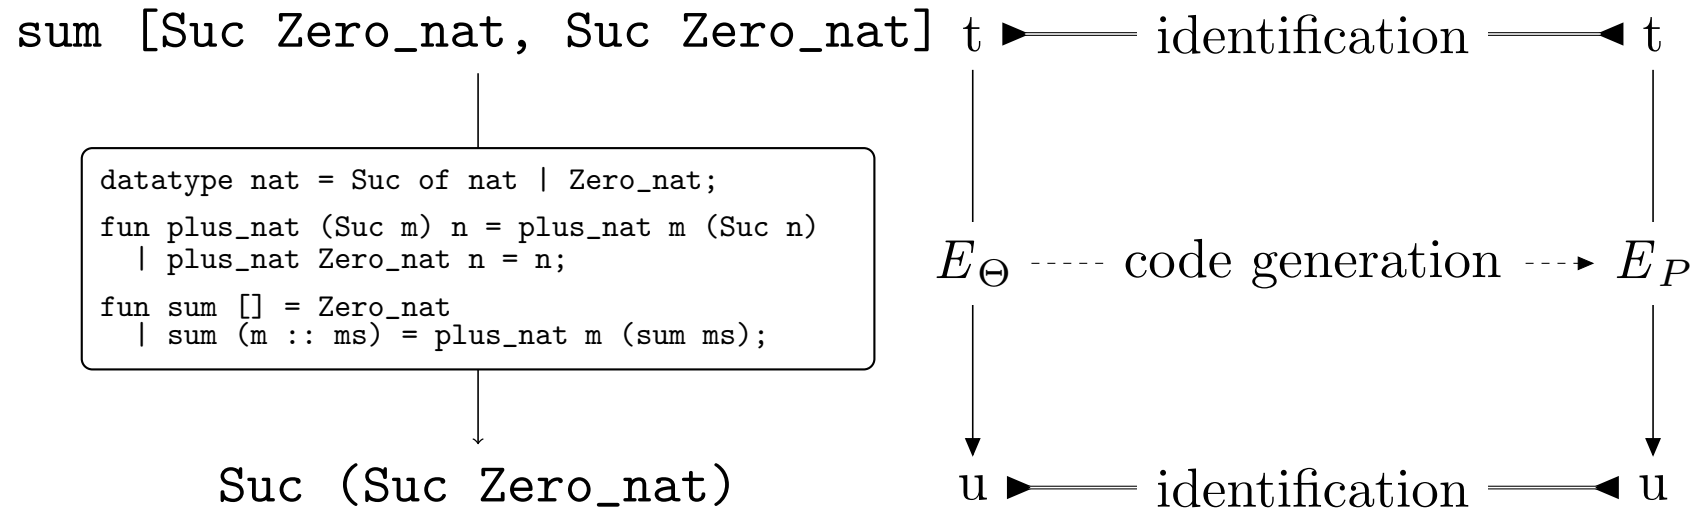 sum [Suc Zero_nat, Suc Zero_nat]
datatype nat = Suc of nat | Zero_nat;
fun plus_nat (Suc m) n = plus_nat m (Suc n)
| plus_nat Zero_nat n = n;
fun sum [] = Zero_nat
| sum (m :: ms) = plus_nat m (sum ms);
Suc (Suc Zero_nat)
t identification t
E_Θ code generation E_P
u identification u